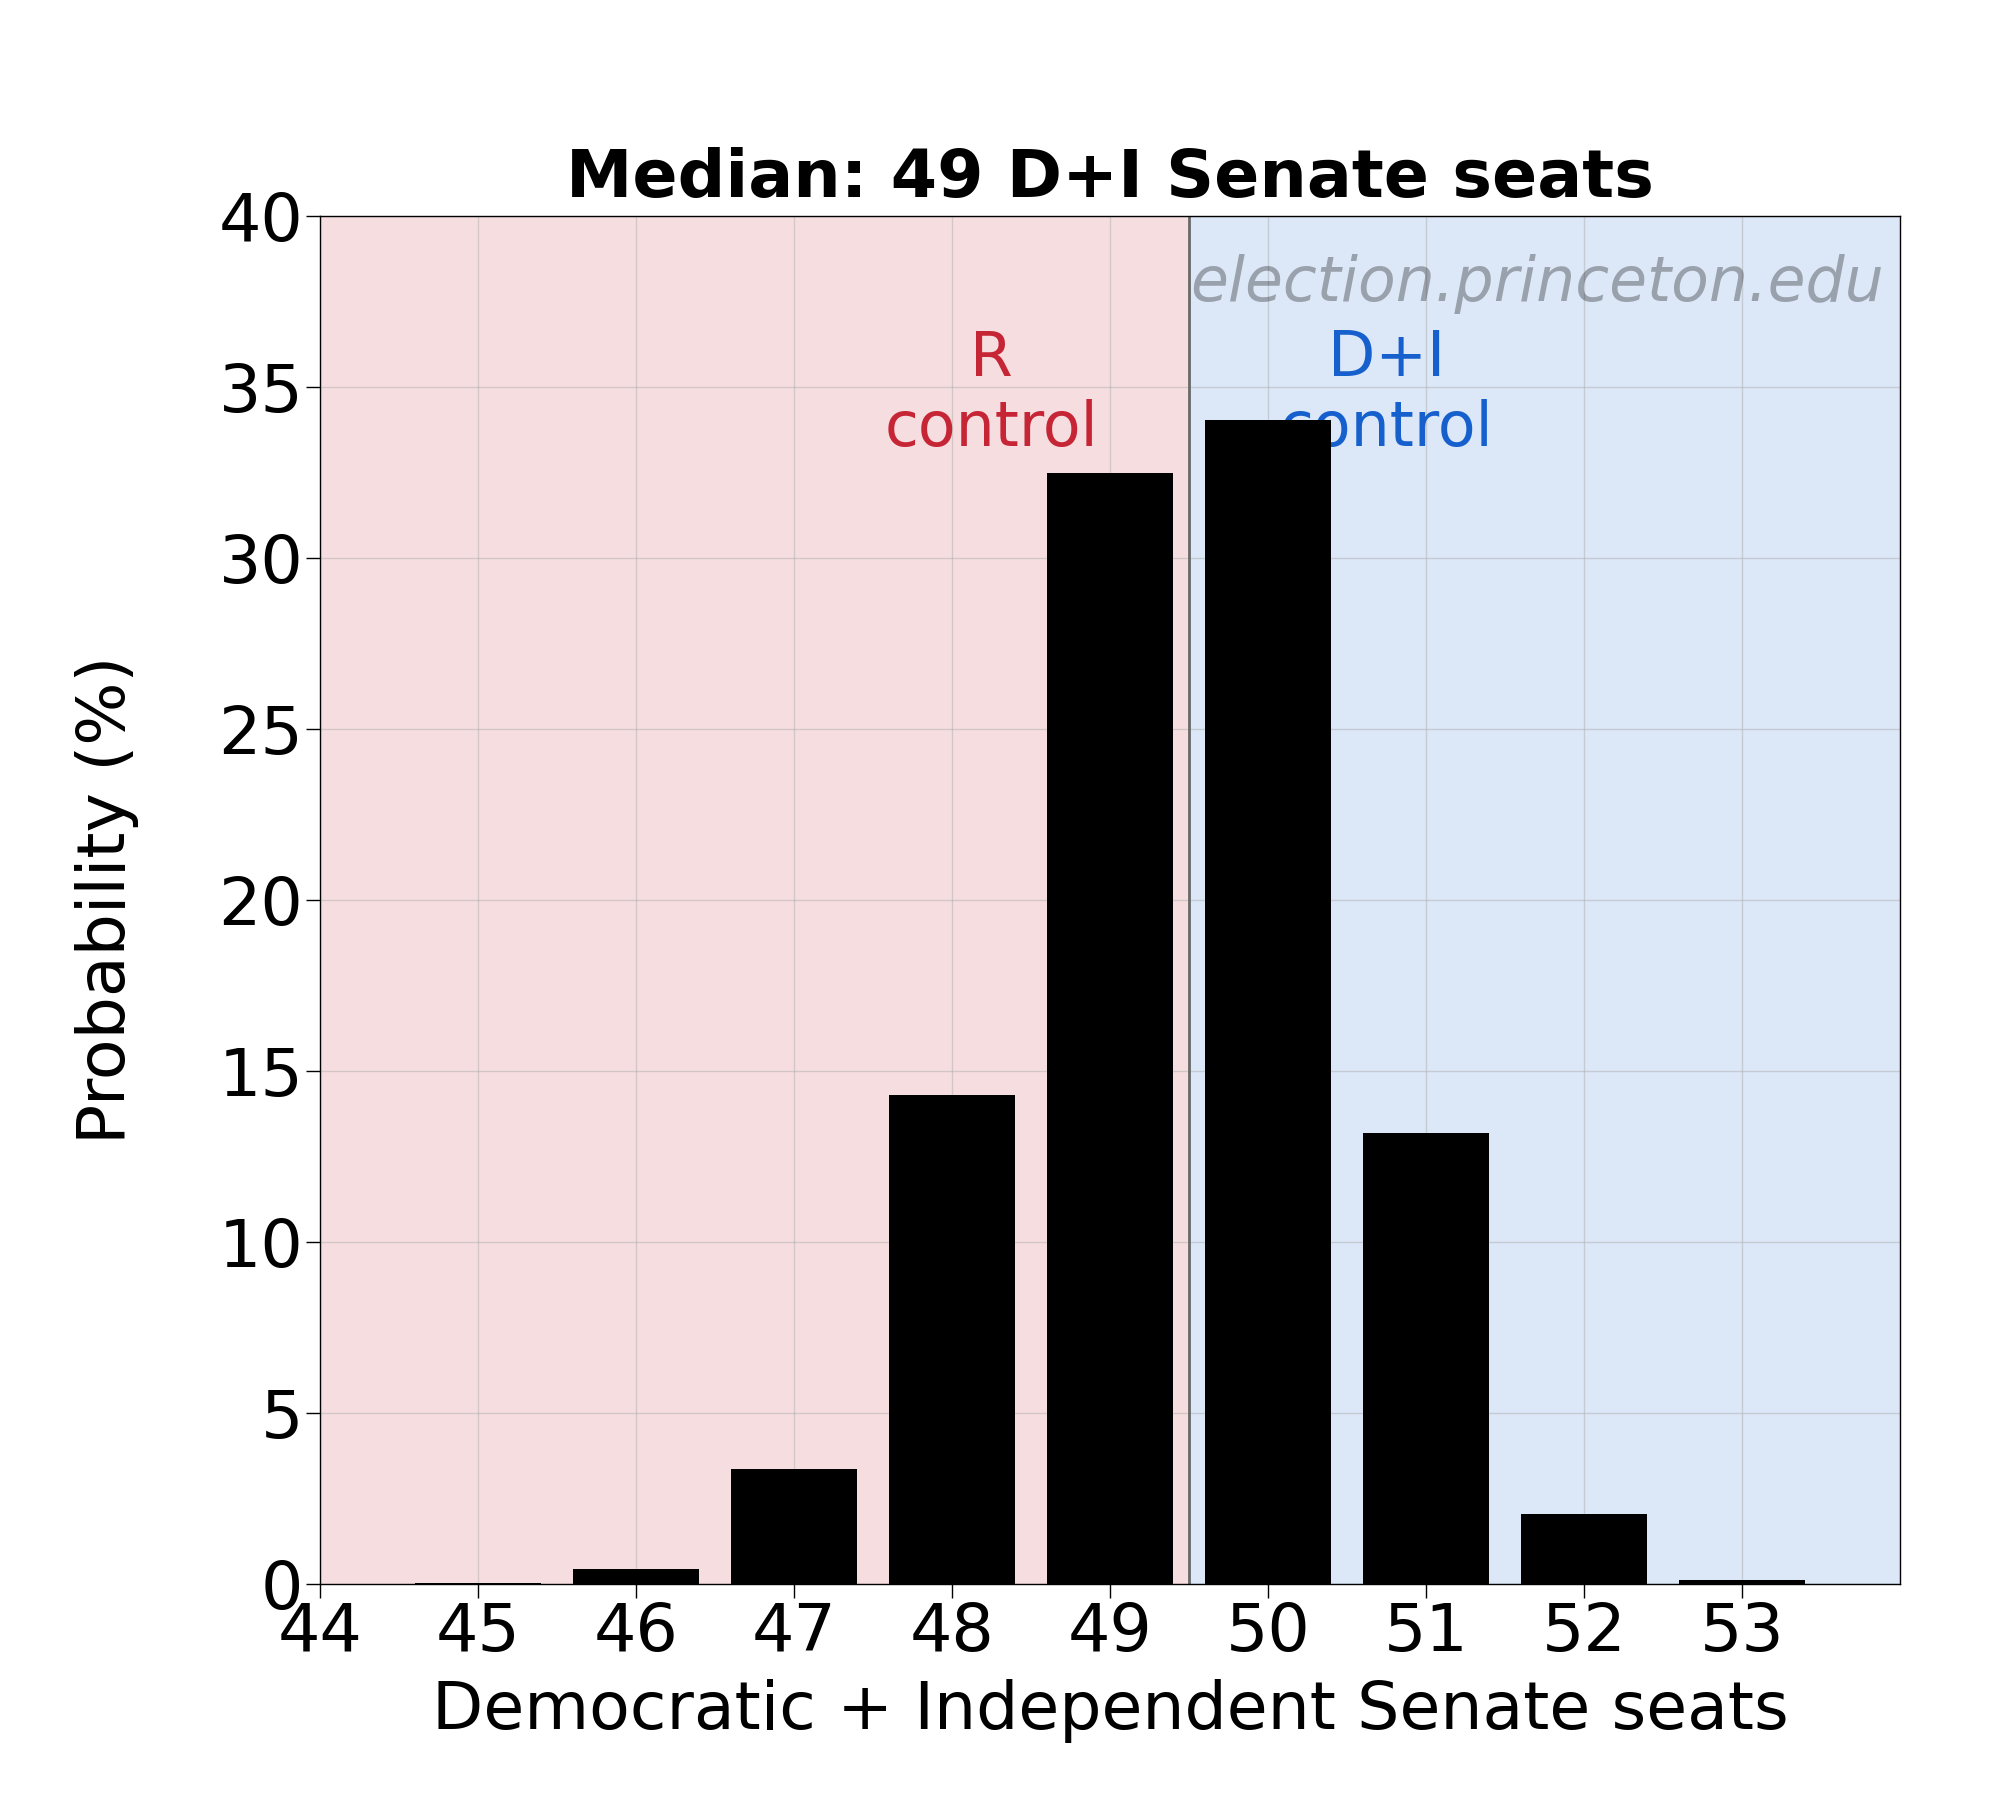 Median: 49 D+I Senate seats
election.princeton.edu
R
control
D+I
control
40
35
30
25
20
15
10
5
0
Probability (%)
44 45 46 47 48 49 50 51 52 53
Democratic + Independent Senate seats